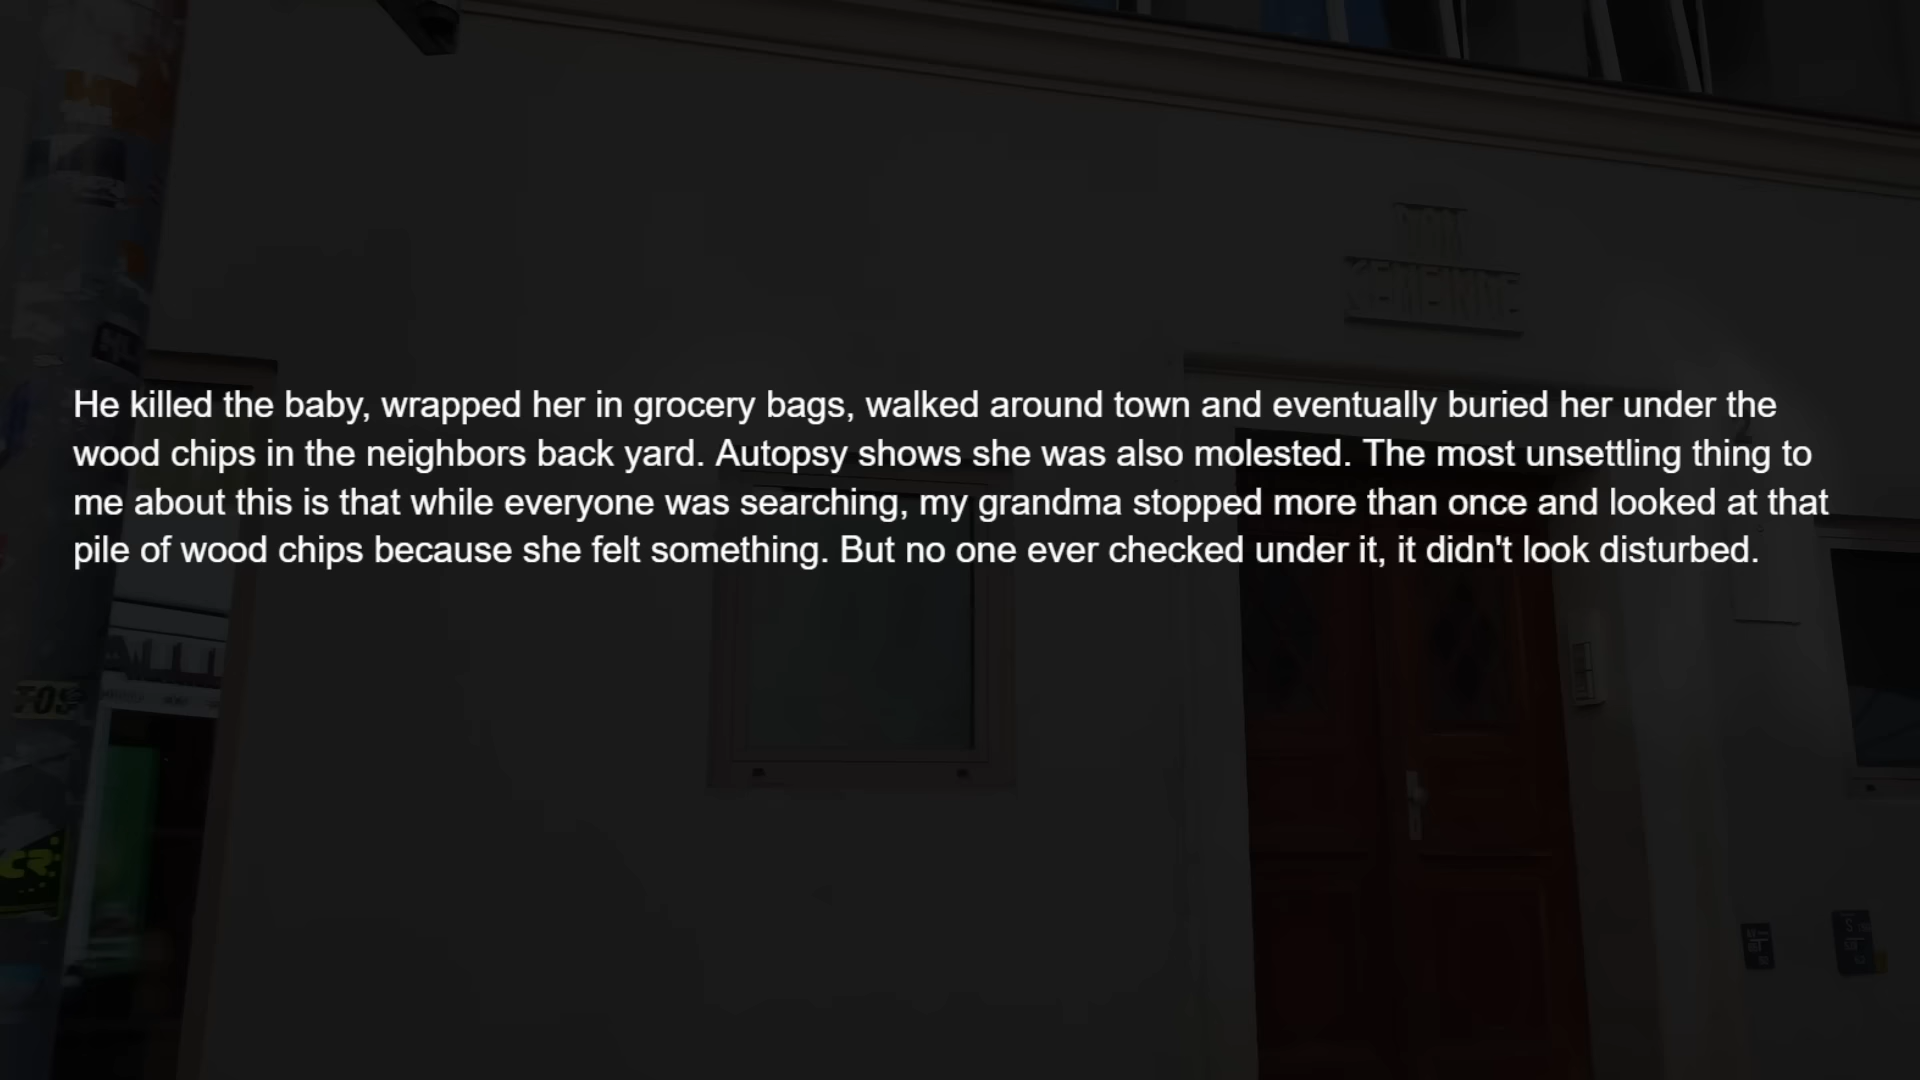 GEMEINDE
He killed the baby, wrapped her in grocery bags, walked around town and eventually buried her under the
wood chips in the neighbors back yard. Autopsy shows she was also molested. The most unsettling thing to
me about this is that while everyone was searching, my grandma stopped more than once and looked at that
pile of wood chips because she felt something. But no one ever checked under it, it didn't look disturbed.